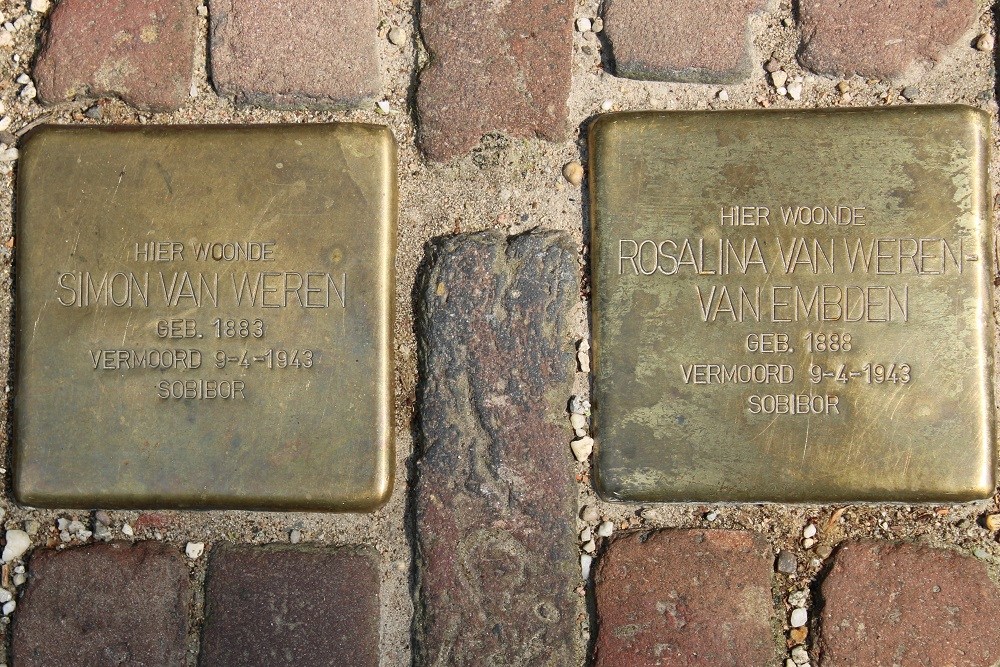 HIER WOONDE
SIMON VAN WEREN
GEB. 1883
VERMOORD 9-4-1943
SOBIBOR
HIER WOONDE
ROSALINA VAN WEREN-
VAN EMBDEN
GEB. 1888
VERMOORD 9-4-1943
SOBIBOR